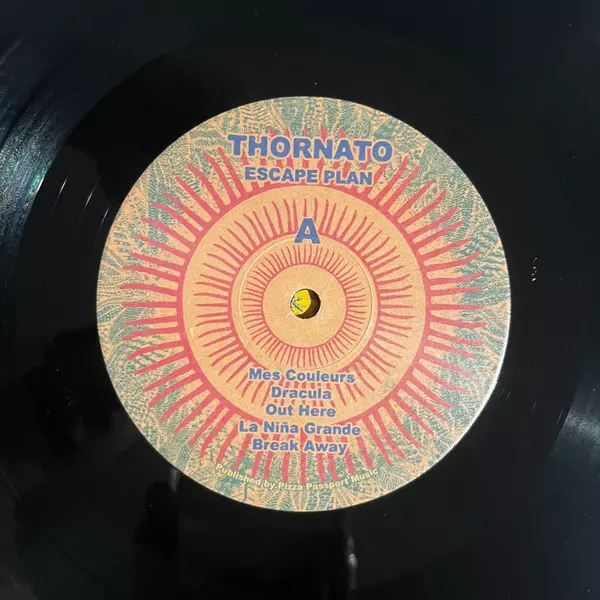 THORNATO
ESCAPE PLAN
A
Mes Couleurs
Dracula
Out Here
La Niña Grande
Break Away
Published by Pizza Passport Music